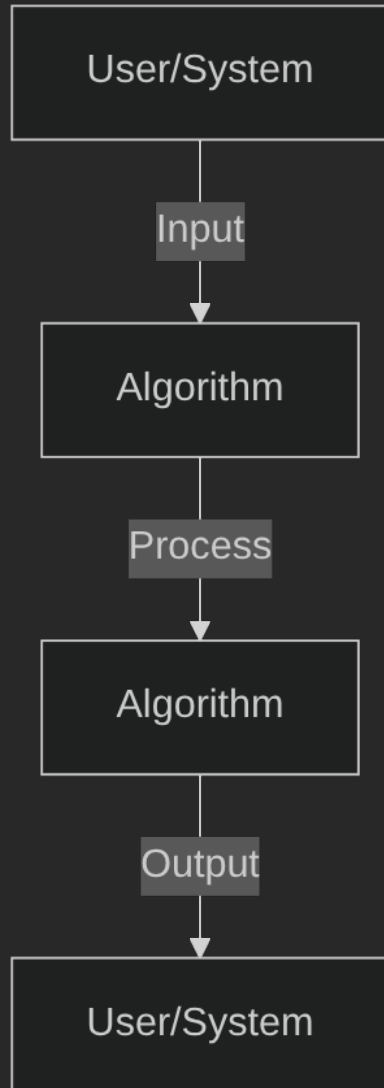 User/System
Input
Algorithm
Process
Algorithm
Output
User/System